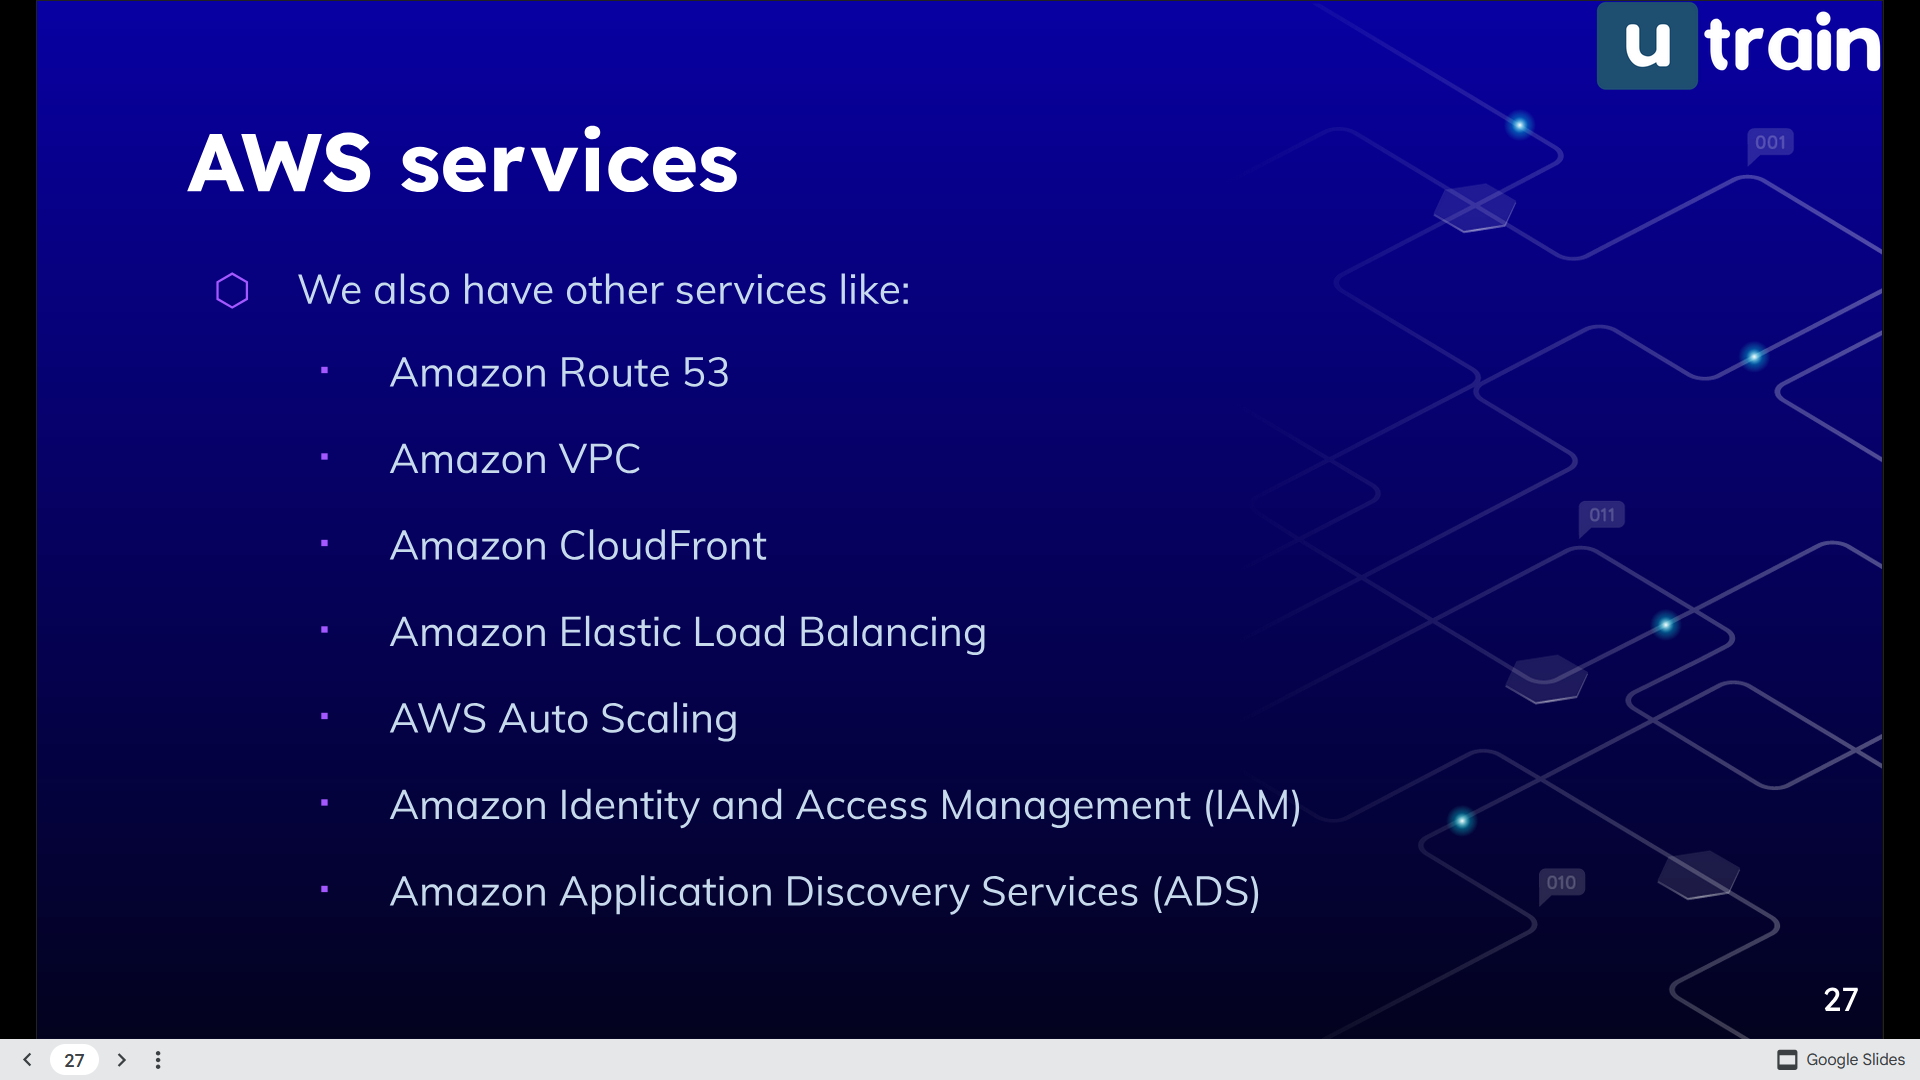 u train
001
AWS services
We also have other services like:
Amazon Route 53
Amazon VPC
Amazon CloudFront
011
Amazon Elastic Load Balancing
AWS Auto Scaling
Amazon Identity and Access Management (IAM)
Amazon Application Discovery Services (ADS)
010
27
27
Google Slides